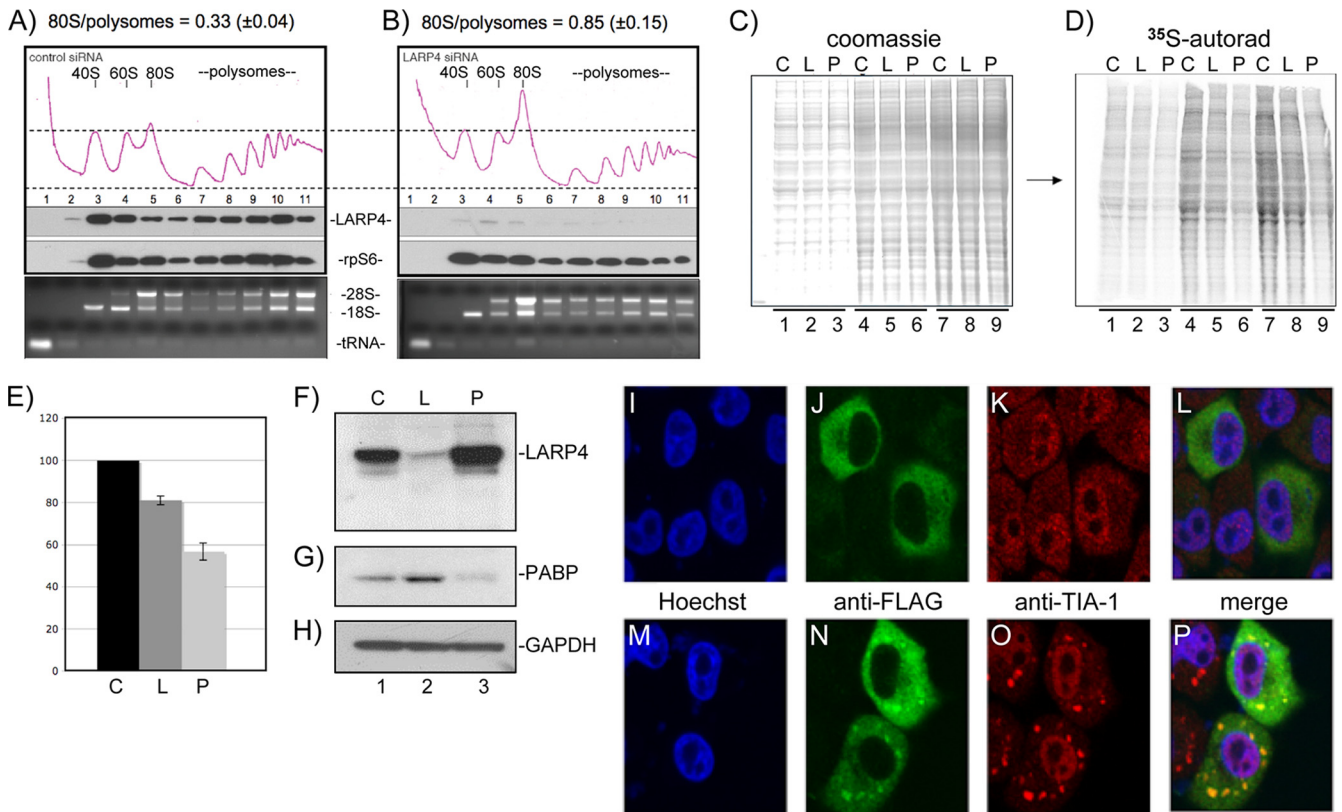 A) 80S/polysomes = 0.33 (±0.04)
control siRNA
40S 60S 80S --polysomes--
1 2 3 4 5 6 7 8 9 10 11
B) 80S/polysomes = 0.85 (±0.15)
LARP4 siRNA
40S 60S 80S --polysomes--
1 2 3 4 5 6 7 8 9 10 11
-LARP4-
-rpS6-
-28S-
-18S-
-tRNA-
C) coomassie
C L P C L P C L P
1 2 3 4 5 6 7 8 9
D) ³⁵S-autorad
C L P C L P C L P
1 2 3 4 5 6 7 8 9
E)
120
100
80
60
40
20
0
C L P
F) C L P
-LARP4
G) -PABP
H) -GAPDH
1 2 3
I J K L
Hoechst anti-FLAG anti-TIA-1 merge
M N O P